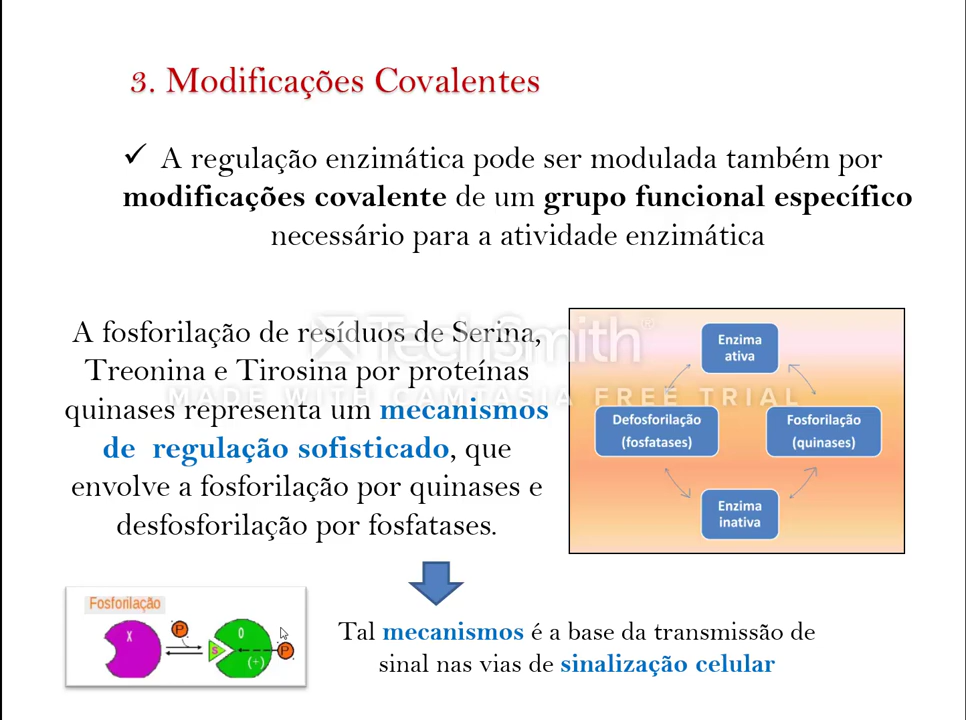 3. Modificações Covalentes
✓ A regulação enzimática pode ser modulada também por
modificações covalente de um grupo funcional específico
necessário para a atividade enzimática
A fosforilação de resíduos de Serina,
Treonina e Tirosina por proteínas
quinases representa um mecanismos
de regulação sofisticado, que
envolve a fosforilação por quinases e
desfosforilação por fosfatases.
TechSmith
MADE WITH CAMTASIA FREE TRIAL
Enzima
ativa
Defosforilação
(fosfatases)
Fosforilação
(quinases)
Enzima
inativa
Fosforilação
X
P
S
O
(+)
P
Tal mecanismos é a base da transmissão de
sinal nas vias de sinalização celular